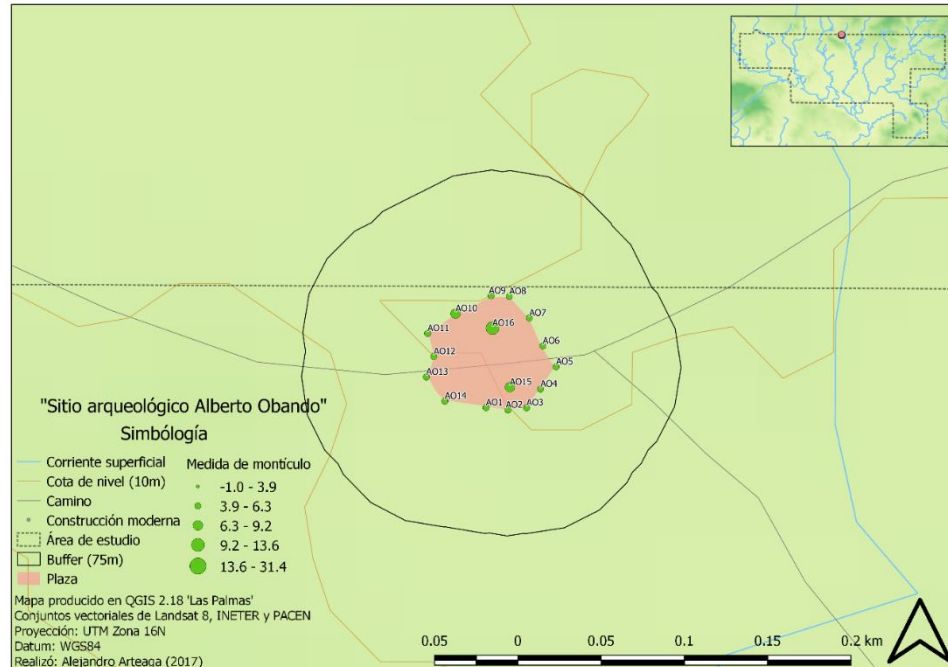 AO9 AO8
AO10
AO16
AO7
AO11
AO6
AO12
AO5
AO13
AO15
AO4
AO14
AO1
AO2
AO3
"Sitio arqueológico Alberto Obando"
Simbólogía
Corriente superficial
Cota de nivel (10m)
Camino
Construcción moderna
Área de estudio
Buffer (75m)
Plaza
Medida de montículo
-1.0 - 3.9
3.9 - 6.3
6.3 - 9.2
9.2 - 13.6
13.6 - 31.4
Mapa producido en QGIS 2.18 'Las Palmas'
Conjuntos vectoriales de Landsat 8, INETER y PACEN
Proyección: UTM Zona 16N
Datum: WGS84
Realizó: Alejandro Arteaga (2017)
0.05 0 0.05 0.1 0.15 0.2 km